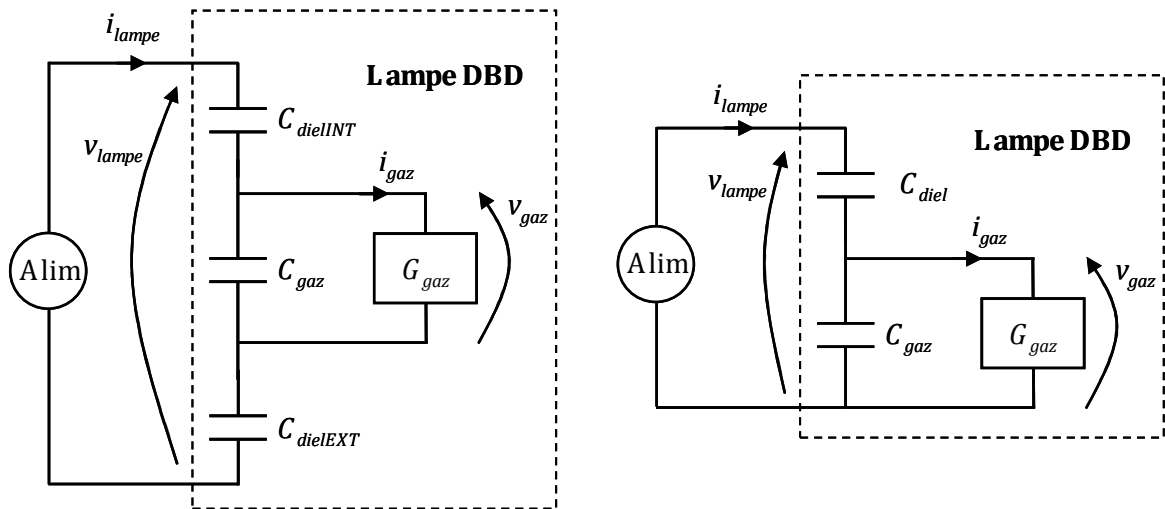 i_lampe
Lampe DBD
C_dielINT
v_lampe
i_gaz
v_gaz
Alim
C_gaz
G_gaz
C_dielEXT
i_lampe
Lampe DBD
v_lampe
C_diel
i_gaz
Alim
v_gaz
C_gaz
G_gaz